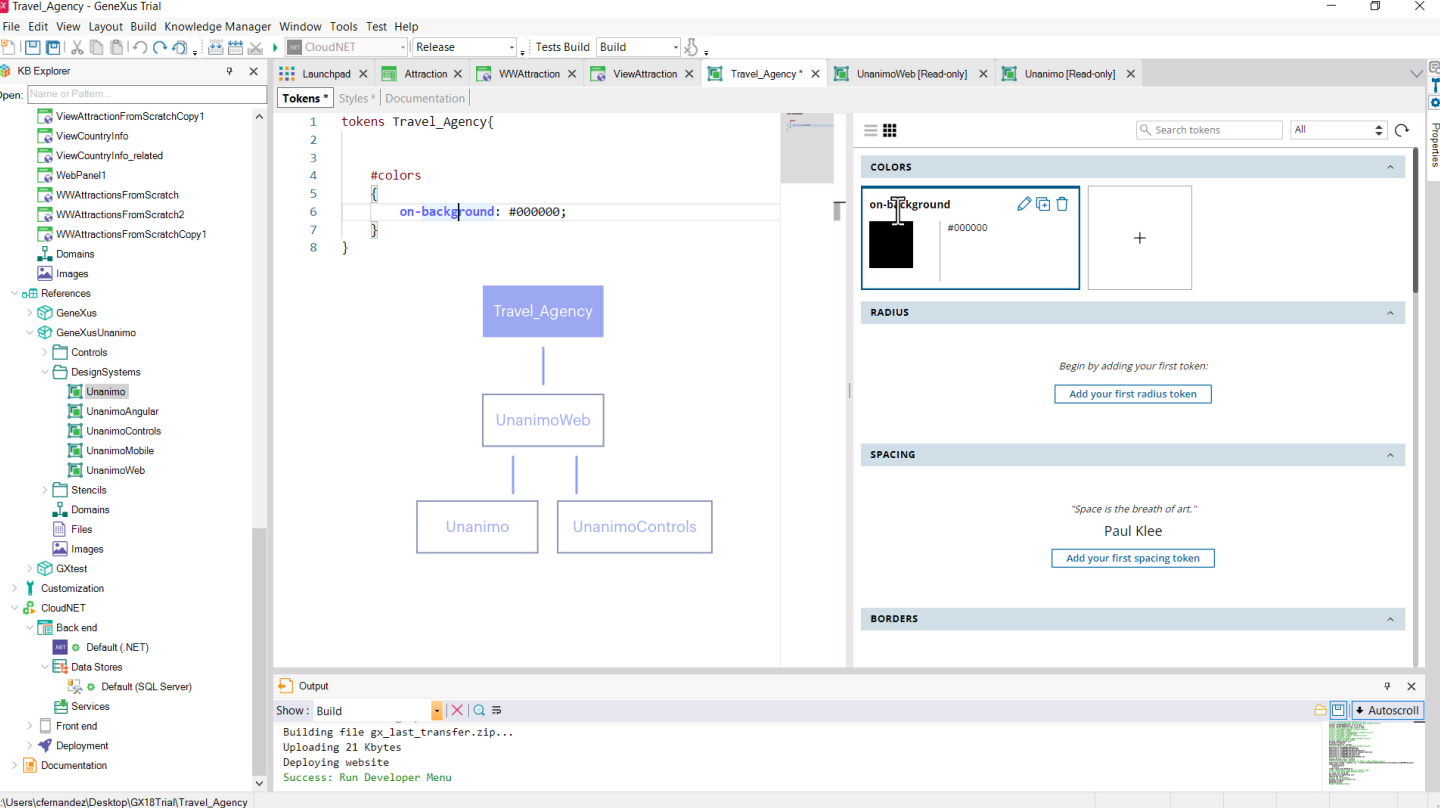 Travel_Agency - GeneXus Trial
File Edit View Layout Build Knowledge Manager Window Tools Test Help
CloudNET Release Tests Build Build
KB Explorer
Open: Name or Pattern ...
ViewAttractionFromScratchCopy1
ViewCountryInfo
ViewCountryInfo_related
WebPanel1
WWAttractionsFromScratch
WWAttractionsFromScratch2
WWAttractionsFromScratchCopy1
Domains
Images
References
GeneXus
GeneXusUnanimo
Controls
DesignSystems
Unanimo
UnanimoAngular
UnanimoControls
UnanimoMobile
UnanimoWeb
Stencils
Domains
Files
Images
GXtest
Customization
CloudNET
Back end
Default (.NET)
Data Stores
Default (SQL Server)
Services
Front end
Deployment
Documentation
Launchpad Attraction WWAttraction ViewAttraction Travel_Agency * UnanimoWeb [Read-only] Unanimo [Read-only]
Tokens * Styles * Documentation
1 tokens Travel_Agency{
2
3
4 #colors
5 {
6 on-background: #000000;
7 }
8 }
Travel_Agency
UnanimoWeb
Unanimo UnanimoControls
Search tokens All
COLORS
on-background
#000000
+
RADIUS
Begin by adding your first token:
Add your first radius token
SPACING
"Space is the breath of art."
Paul Klee
Add your first spacing token
BORDERS
Properties
Output
Show: Build
Autoscroll
Building file gx_last_transfer.zip...
Uploading 21 Kbytes
Deploying website
Success: Run Developer Menu
:\Users\cfernandez\Desktop\GX18Trial\Travel_Agency